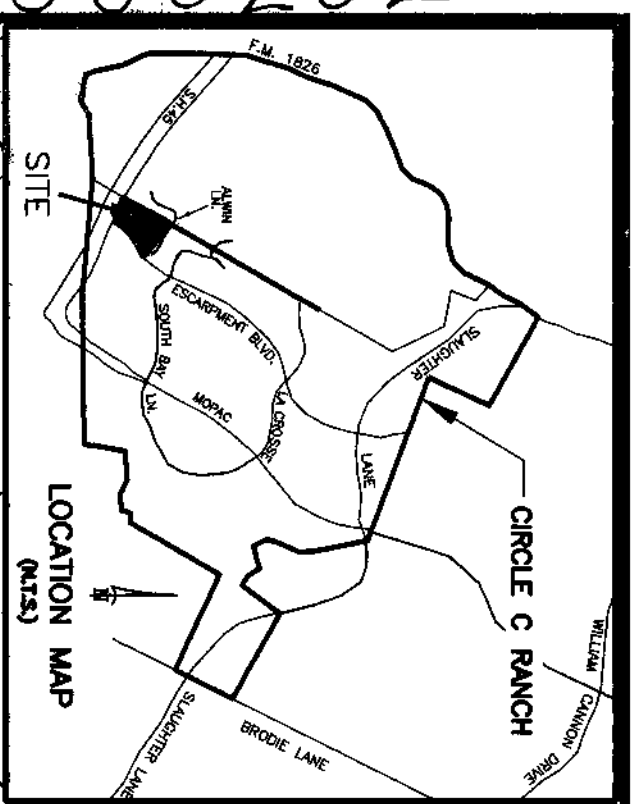 F.M. 1826
S.H.45
SITE
ALWIN
LN.
ESCARPMENT BLVD.
SOUTH BAY
LN.
MOPAC
LA CROSSE
SLAUGHTER
LANE
CIRCLE C RANCH
WILLIAM CANNON DRIVE
BRODIE LANE
SLAUGHTER LANE
LOCATION MAP
(N.T.S.)